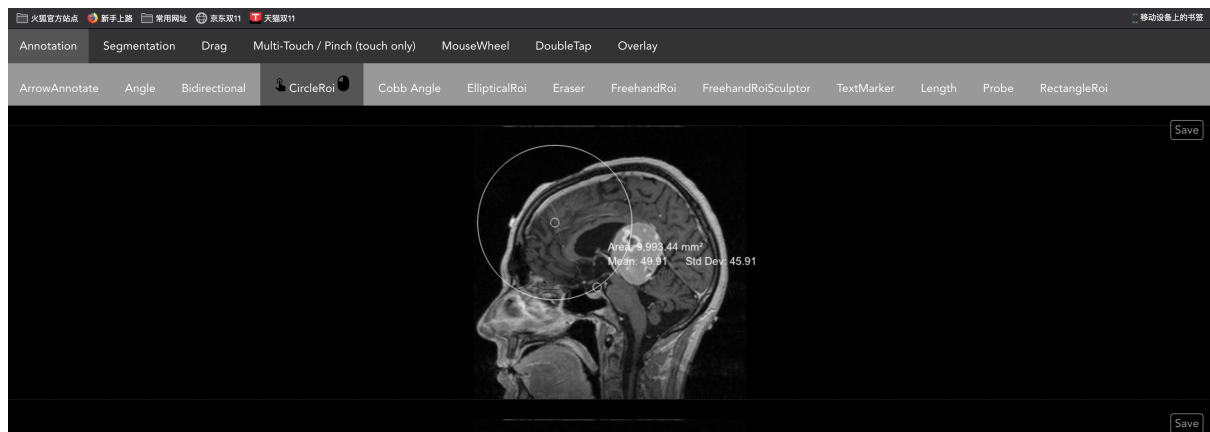 火狐官方站点 新手上路 常用网址 京东双11 天猫双11 移动设备上的书签
Annotation Segmentation Drag Multi-Touch / Pinch (touch only) MouseWheel DoubleTap Overlay
ArrowAnnotate Angle Bidirectional CircleRoi Cobb Angle EllipticalRoi Eraser FreehandRoi FreehandRoiSculptor TextMarker Length Probe RectangleRoi
Save
Area: 9,993.44 mm²
Mean: 49.91 Std Dev: 45.91
Save